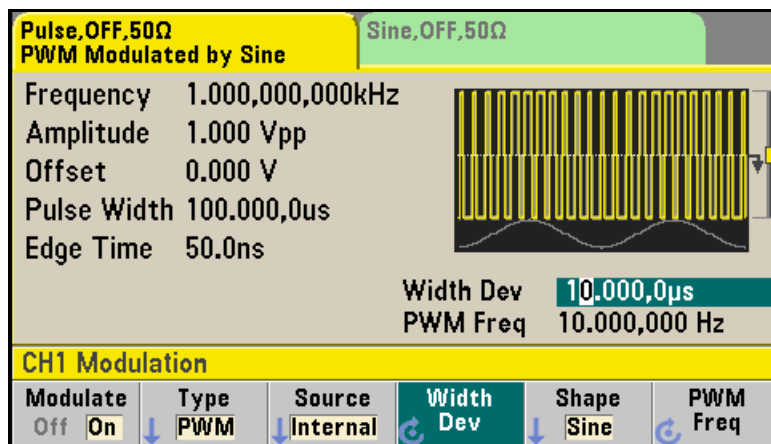 Pulse,OFF,50Ω
PWM Modulated by Sine
Sine,OFF,50Ω
Frequency 1.000,000,000kHz
Amplitude 1.000 Vpp
Offset 0.000 V
Pulse Width 100.000,0us
Edge Time 50.0ns
Width Dev 10.000,0µs
PWM Freq 10.000,000 Hz
CH1 Modulation
Modulate Type Source Width Shape PWM
Off On PWM Internal Dev Sine Freq